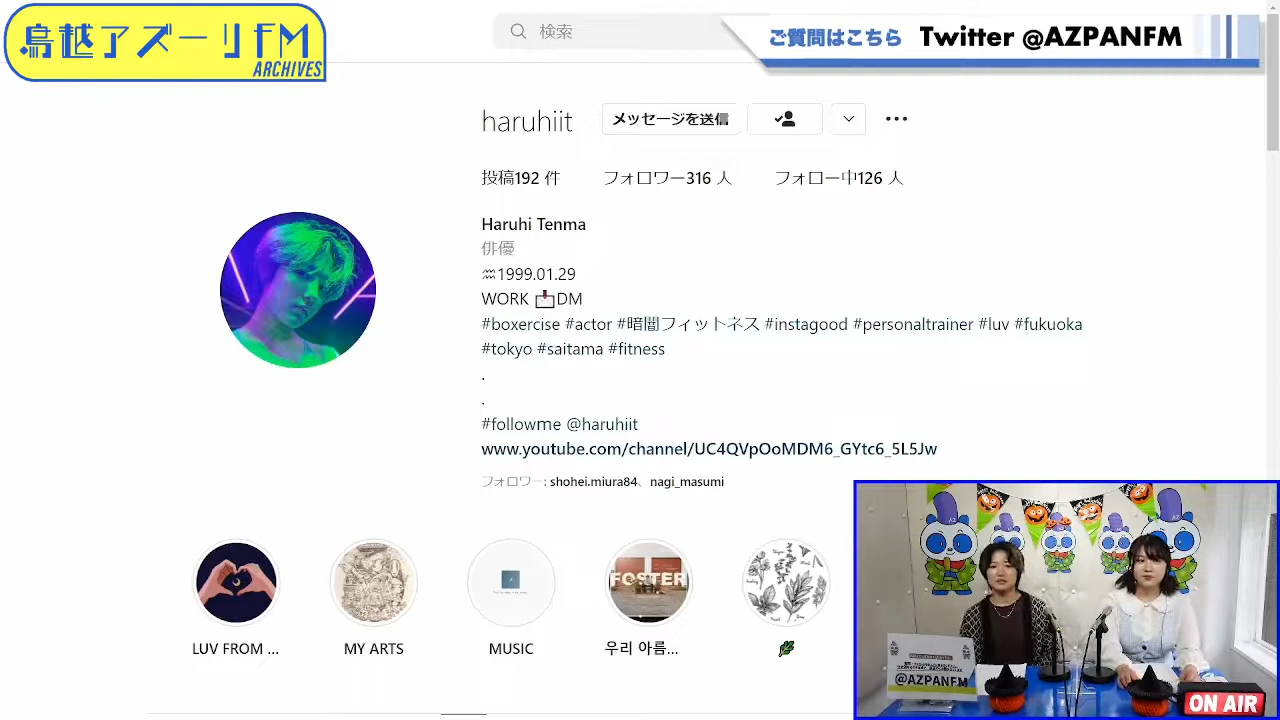 鳥越アズーリFM
ARCHIVES
検索
ご質問はこちら Twitter @AZPANFM
haruhiit
メッセージを送信
投稿192 件
フォロワー316 人
フォロー中126 人
Haruhi Tenma
俳優
♒1999.01.29
WORK 📩DM
#boxercise #actor #暗闇フィットネス #instagood #personaltrainer #luv #fukuoka
#tokyo #saitama #fitness
.
.
#followme @haruhiit
www.youtube.com/channel/UC4QVpOoMDM6_GYtc6_5L5Jw
フォロワー: shohei.miura84、nagi_masumi
FOSTER
LUV FROM ...
MY ARTS
MUSIC
우리 아름...
@AZPANFM
ON AIR